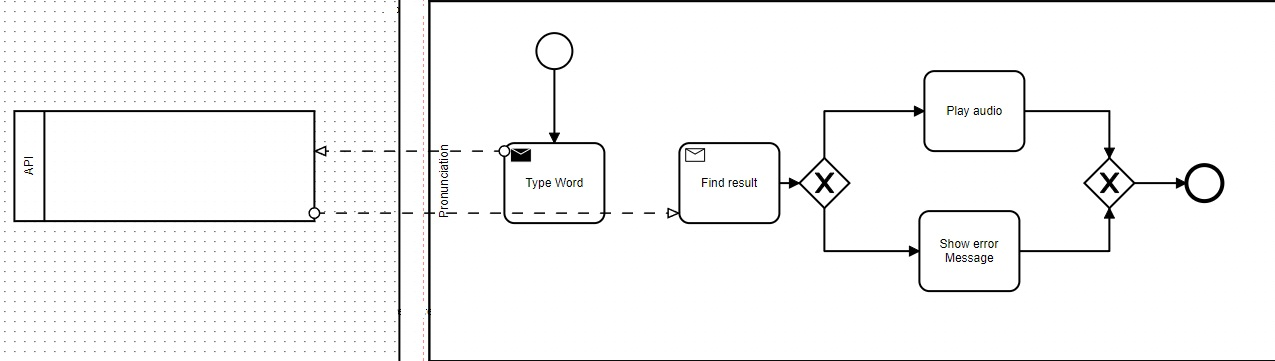 API
Pronunciation
Type Word
Find result
Play audio
Show error
Message